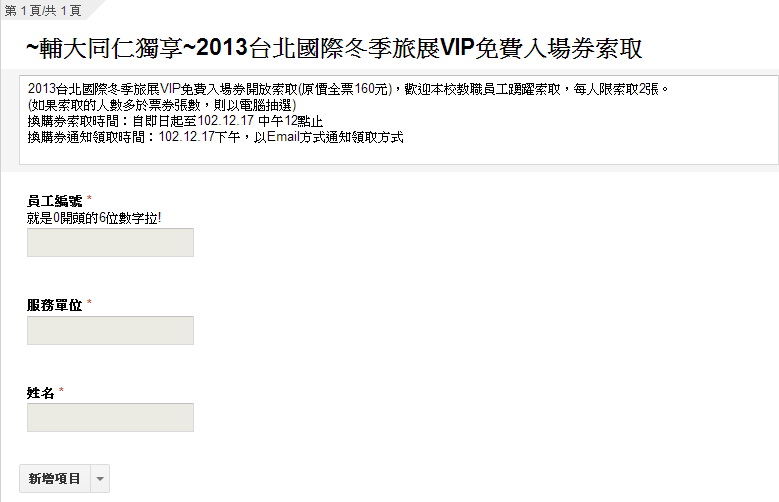 第 1 頁/共 1 頁
~輔大同仁獨享~2013台北國際冬季旅展VIP免費入場券索取
2013台北國際冬季旅展VIP免費入場券開放索取(原價全票160元)，歡迎本校教職員工踴躍索取，每人限索取2張。
(如果索取的人數多於票券張數，則以電腦抽選)
換購券索取時間：自即日起至102.12.17 中午12點止
換購券通知領取時間：102.12.17下午，以Email方式通知領取方式
員工編號 *
就是0開頭的6位數字拉!
服務單位 *
姓名 *
新增項目